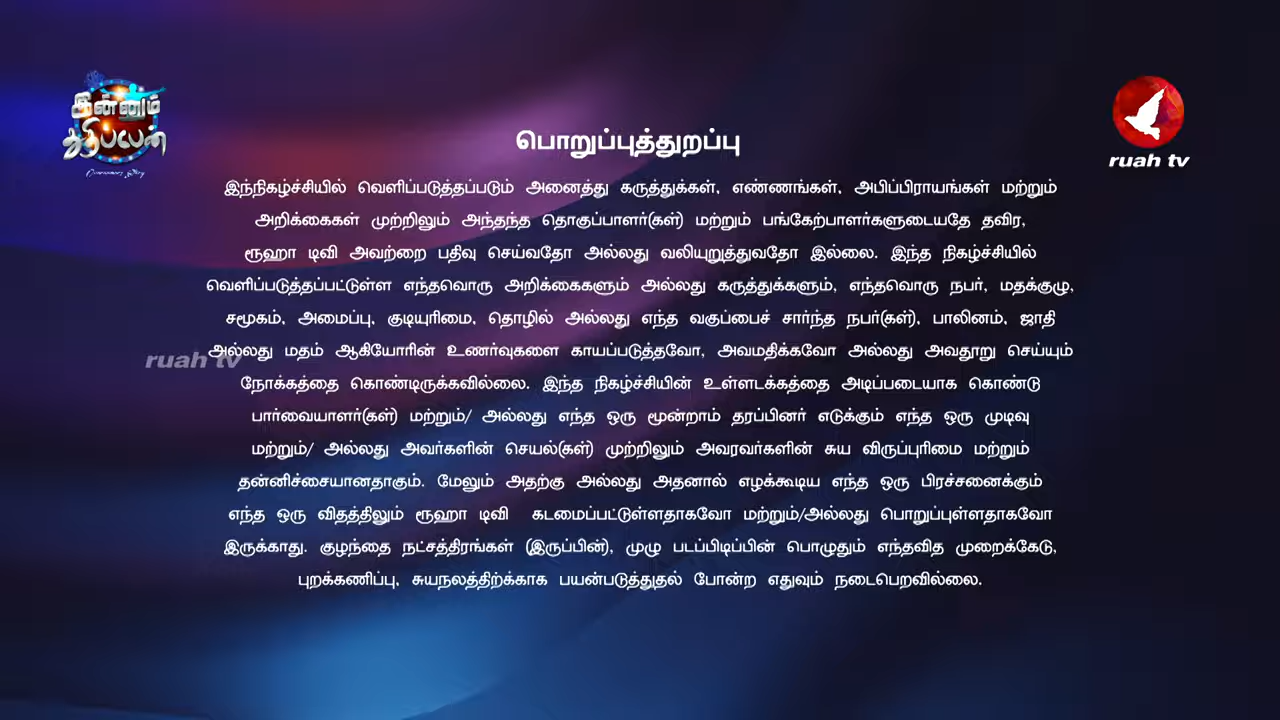 இன்னும்
துதிப்பேன்
ruah tv
பொறுப்புத்துறப்பு
இந்நிகழ்ச்சியில் வெளிப்படுத்தப்படும் அனைத்து கருத்துக்கள், எண்ணங்கள், அபிப்பிராயங்கள் மற்றும்
அறிக்கைகள் முற்றிலும் அந்தந்த தொகுப்பாளர்(கள்) மற்றும் பங்கேற்பாளர்களுடையதே தவிர,
ரூஹா டிவி அவற்றை பதிவு செய்வதோ அல்லது வலியுறுத்துவதோ இல்லை. இந்த நிகழ்ச்சியில்
வெளிப்படுத்தப்பட்டுள்ள எந்தவொரு அறிக்கைகளும் அல்லது கருத்துக்களும், எந்தவொரு நபர், மதக்குழு,
சமூகம், அமைப்பு, குடியுரிமை, தொழில் அல்லது எந்த வகுப்பைச் சார்ந்த நபர்(கள்), பாலினம், ஜாதி
அல்லது மதம் ஆகியோரின் உணர்வுகளை காயப்படுத்தவோ, அவமதிக்கவோ அல்லது அவதூறு செய்யும்
ruah tv
நோக்கத்தை கொண்டிருக்கவில்லை. இந்த நிகழ்ச்சியின் உள்ளடக்கத்தை அடிப்படையாக கொண்டு
பார்வையாளர்(கள்) மற்றும்/ அல்லது எந்த ஒரு மூன்றாம் தரப்பினர் எடுக்கும் எந்த ஒரு முடிவு
மற்றும்/ அல்லது அவர்களின் செயல்(கள்) முற்றிலும் அவரவர்களின் சுய விருப்புரிமை மற்றும்
தன்னிச்சையானதாகும். மேலும் அதற்கு அல்லது அதனால் எழக்கூடிய எந்த ஒரு பிரச்சனைக்கும்
எந்த ஒரு விதத்திலும் ரூஹா டிவி கடமைப்பட்டுள்ளதாகவோ மற்றும்/அல்லது பொறுப்புள்ளதாகவோ
இருக்காது. குழந்தை நட்சத்திரங்கள் (இருப்பின்), முழு படப்பிடிப்பின் பொழுதும் எந்தவித முறைக்கேடு,
புறக்கணிப்பு, சுயநலத்திற்க்காக பயன்படுத்துதல் போன்ற எதுவும் நடைபெறவில்லை.